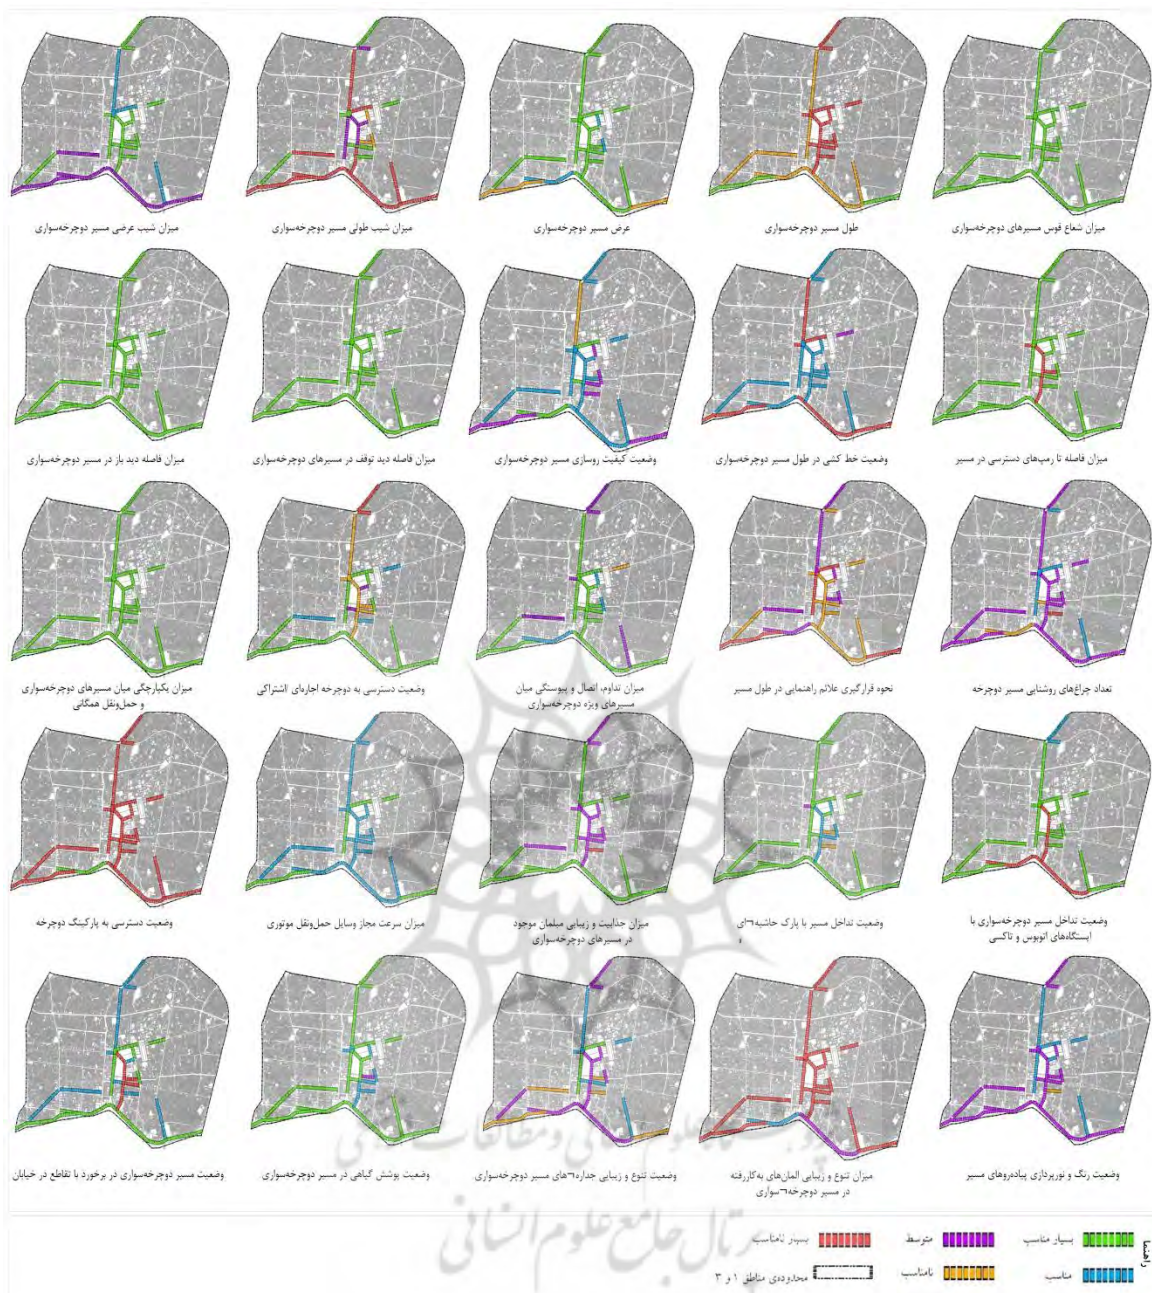 میزان شعاع قوس مسیرهای دوچرخه‌سواری
طول مسیر دوچرخه‌سواری
عرض مسیر دوچرخه‌سواری
میزان شیب طولی مسیر دوچرخه‌سواری
میزان شیب عرضی مسیر دوچرخه‌سواری
میزان فاصله تا رمپ‌های دسترسی در مسیر
وضعیت خط کشی در طول مسیر دوچرخه‌سواری
وضعیت کیفیت روسازی مسیر دوچرخه‌سواری
میزان فاصله دید توقف در مسیرهای دوچرخه‌سواری
میزان فاصله دید باز در مسیر دوچرخه‌سواری
تعداد چراغ‌های روشنایی مسیر دوچرخه
نحوه قرارگیری علائم راهنمایی در طول مسیر
میزان تداوم، اتصال و پیوستگی میان
مسیرهای ویژه دوچرخه‌سواری
وضعیت دسترسی به دوچرخه اجاره‌ای اشتراکی
میزان یکپارچگی میان مسیرهای دوچرخه‌سواری
و حمل‌ونقل همگانی
وضعیت تداخل مسیر دوچرخه‌سواری با
ایستگاه‌های اتوبوس و تاکسی
وضعیت تداخل مسیر با پارک حاشیه¬ای
میزان جذابیت و زیبایی مبلمان موجود
در مسیرهای دوچرخه‌سواری
میزان سرعت مجاز وسایل حمل‌ونقل موتوری
وضعیت دسترسی به پارکینگ دوچرخه
وضعیت رنگ و نورپردازی پیاده‌روهای مسیر
میزان تنوع و زیبایی المان‌های به‌کاررفته
در مسیر دوچرخه¬سواری
وضعیت تنوع و زیبایی جداره¬های مسیر دوچرخه‌سواری
وضعیت پوشش گیاهی در مسیر دوچرخه‌سواری
وضعیت مسیر دوچرخه‌سواری در برخورد با تقاطع در خیابان
پژوهشگاه علوم انسانی و مطالعات فرهنگی
پرتال جامع علوم انسانی
راهنما
بسیار مناسب
متوسط
بسیار نامناسب
مناسب
نامناسب
محدوده‌ی مناطق ۱ و ۳